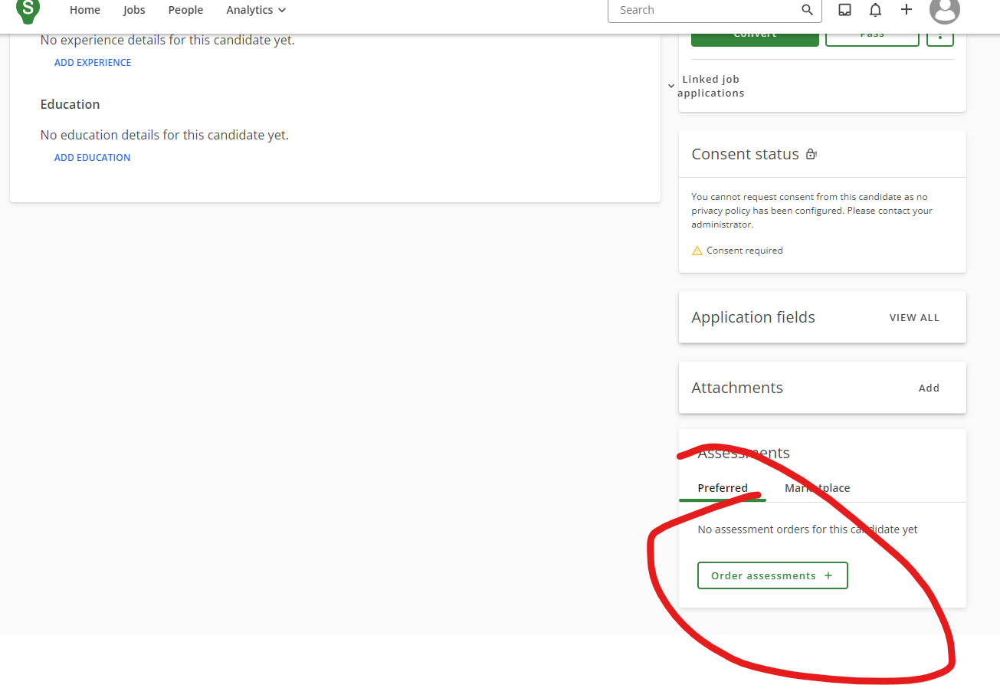 S
Home Jobs People Analytics
Search
No experience details for this candidate yet.
ADD EXPERIENCE
Education
No education details for this candidate yet.
ADD EDUCATION
Convert Pass
Linked job
applications
Consent status
You cannot request consent from this candidate as no
privacy policy has been configured. Please contact your
administrator.
Consent required
Application fields VIEW ALL
Attachments Add
Assessments
Preferred Marketplace
No assessment orders for this candidate yet
Order assessments +